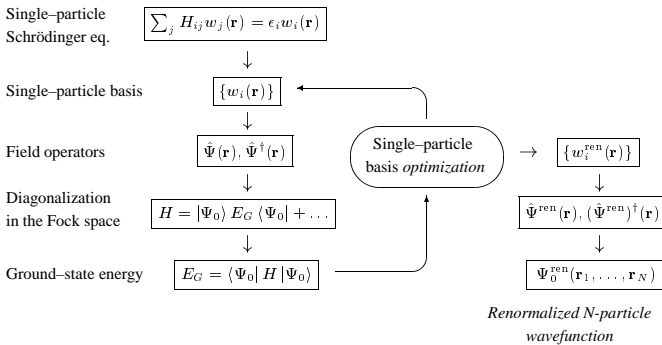 Single–particle
Schrödinger eq.
∑_j H_{ij} w_j(r) = ϵ_i w_i(r)
↓
Single–particle basis
{w_i(r)}
↓
Field operators
Ψ̂(r), Ψ̂†(r)
↓
Diagonalization
in the Fock space
H = |Ψ_0⟩ E_G ⟨Ψ_0| + …
↓
Ground–state energy
E_G = ⟨Ψ_0| H |Ψ_0⟩
Single–particle
basis optimization
→
{w_i^{ren}(r)}
↓
Ψ̂^{ren}(r), (Ψ̂^{ren})†(r)
↓
Ψ_0^{ren}(r_1, …, r_N)
Renormalized N-particle
wavefunction